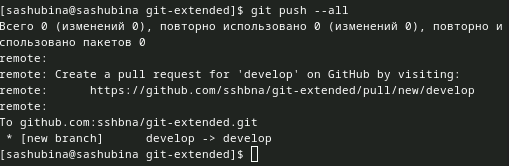 [sashubina@sashubina git-extended]$ git push --all
Всего 0 (изменений 0), повторно использовано 0 (изменений 0), повторно и
спользовано пакетов 0
remote:
remote: Create a pull request for 'develop' on GitHub by visiting:
remote:      https://github.com/sshbna/git-extended/pull/new/develop
remote:
To github.com:sshbna/git-extended.git
 * [new branch]      develop -> develop
[sashubina@sashubina git-extended]$